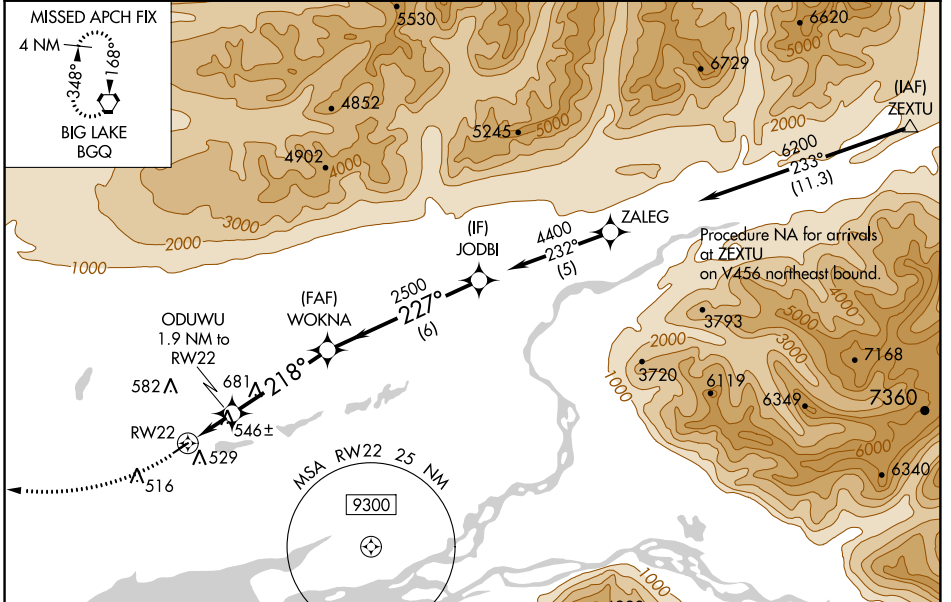 MISSED APCH FIX
4 NM
348°
168°
BIG LAKE
BGQ
5530
4852
4902
4000
3000
2000
1000
5245
5000
6729
6620
5000
2000
(IAF)
ZEXTU
6200
233°
(11.3)
ZALEG
4400
232°
(5)
(IF)
JODBI
2500
227°
(6)
(FAF)
WOKNA
218°
ODUWU
1.9 NM to
RW22
582
681
546±
RW22
529
516
Procedure NA for arrivals
at ZEXTU
on V456 northeast bound.
3793
4000
5000
3000
2000
1000
3720
6119
6349
7168
7360
6000
6340
MSA RW22 25 NM
9300
1000